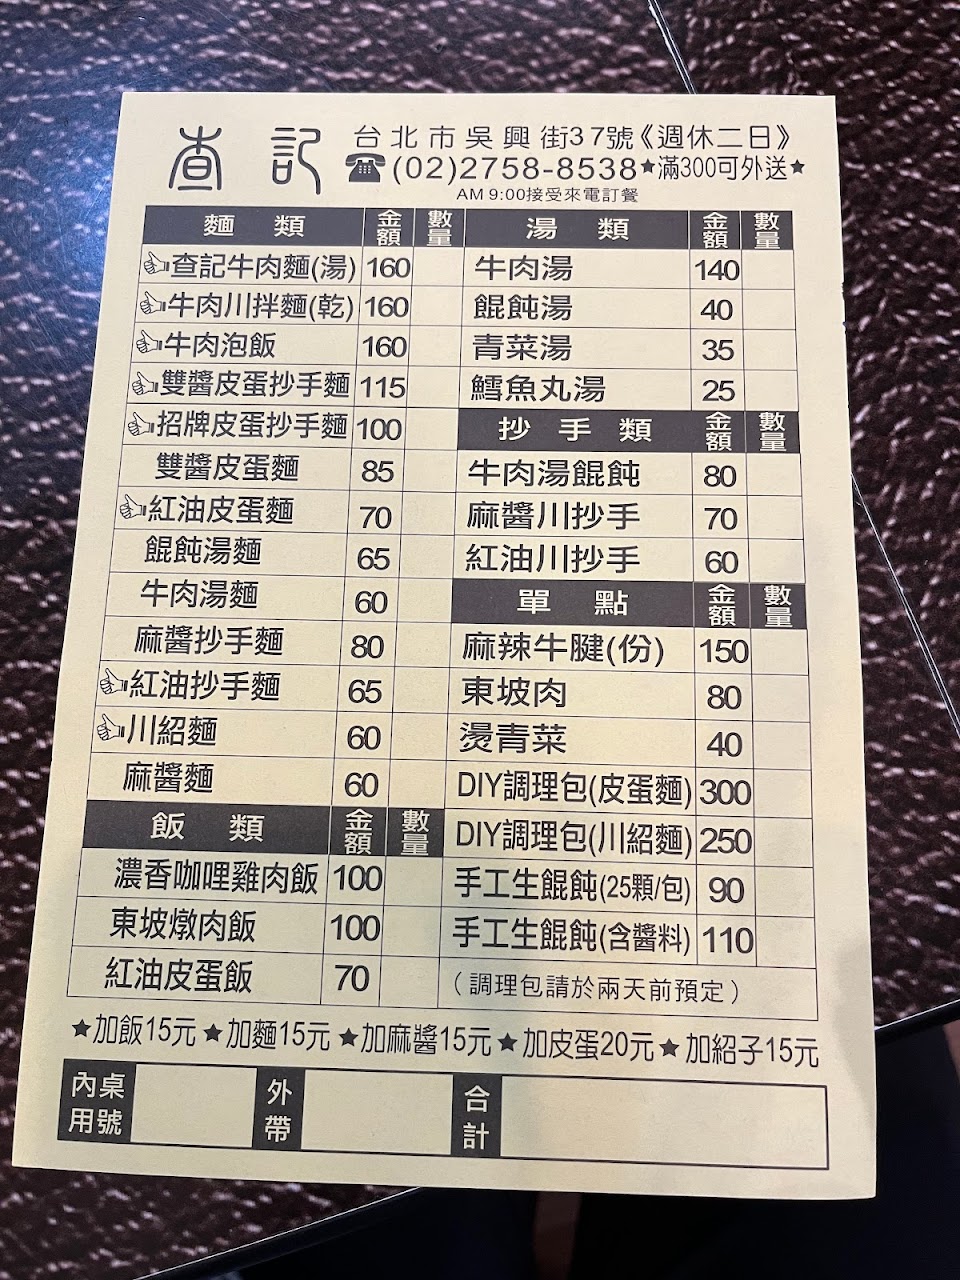 查記
台北市吳興街37號《週休二日》
☎(02)2758-8538★滿300可外送★
AM 9:00接受來電訂餐
麵類 金額 數量
查記牛肉麵(湯) 160
牛肉川拌麵(乾) 160
牛肉泡飯 160
雙醬皮蛋抄手麵 115
招牌皮蛋抄手麵 100
雙醬皮蛋麵 85
紅油皮蛋麵 70
餛飩湯麵 65
牛肉湯麵 60
麻醬抄手麵 80
紅油抄手麵 65
川紹麵 60
麻醬麵 60
飯類 金額 數量
濃香咖哩雞肉飯 100
東坡燉肉飯 100
紅油皮蛋飯 70
湯類 金額 數量
牛肉湯 140
餛飩湯 40
青菜湯 35
鱈魚丸湯 25
抄手類 金額 數量
牛肉湯餛飩 80
麻醬川抄手 70
紅油川抄手 60
單點 金額 數量
麻辣牛腱(份) 150
東坡肉 80
燙青菜 40
DIY調理包(皮蛋麵) 300
DIY調理包(川紹麵) 250
手工生餛飩(25顆/包) 90
手工生餛飩(含醬料) 110
(調理包請於兩天前預定)
★加飯15元★加麵15元★加麻醬15元★加皮蛋20元★加紹子15元
內用桌號 外帶 合計